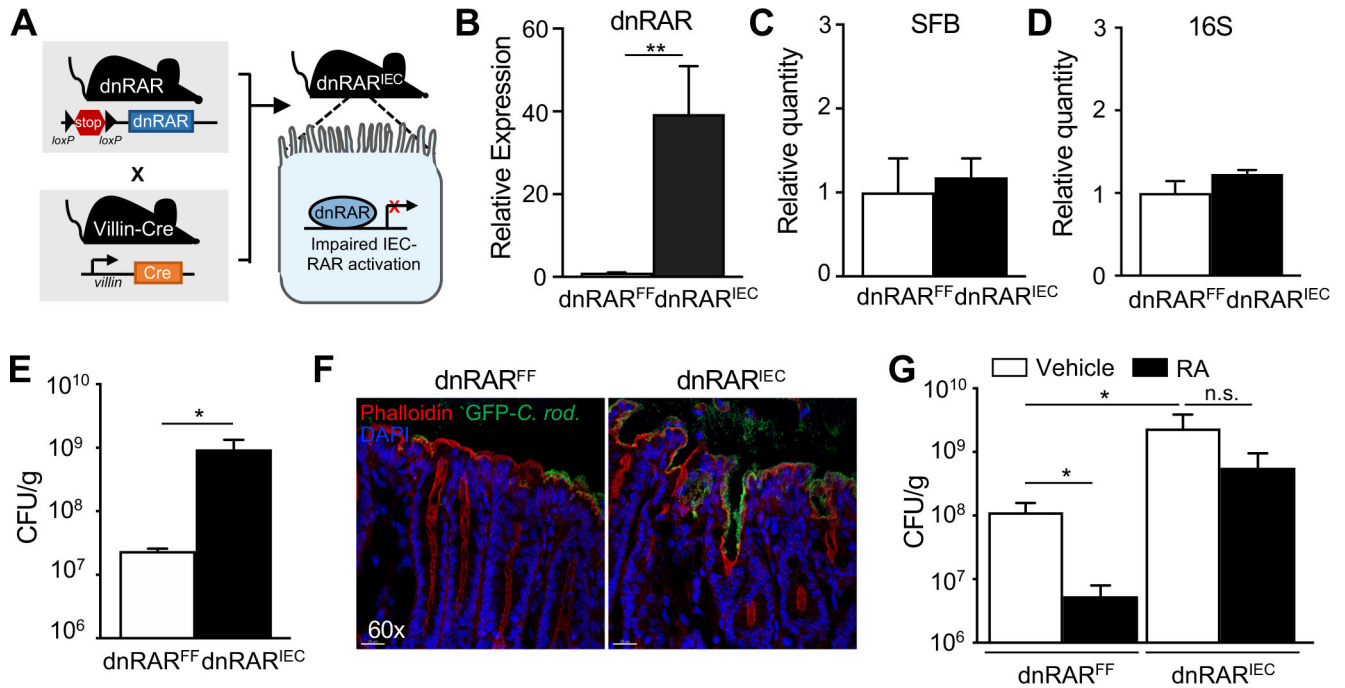 A
dnRAR
stop
dnRAR
loxP
loxP
x
Villin-Cre
villin
Cre
dnRAR^IEC
dnRAR
x
Impaired IEC-
RAR activation
B
dnRAR
Relative Expression
60
40
20
0
**
dnRAR^FF dnRAR^IEC
C
SFB
Relative quantity
3
2
1
0
dnRAR^FF dnRAR^IEC
D
16S
Relative quantity
3
2
1
0
dnRAR^FF dnRAR^IEC
E
CFU/g
10^10
10^9
10^8
10^7
10^6
*
dnRAR^FF dnRAR^IEC
F
dnRAR^FF
dnRAR^IEC
Phalloidin GFP-C. rod.
DAPI
60x
G
Vehicle RA
CFU/g
10^10
10^9
10^8
10^7
10^6
*
*
n.s.
dnRAR^FF
dnRAR^IEC